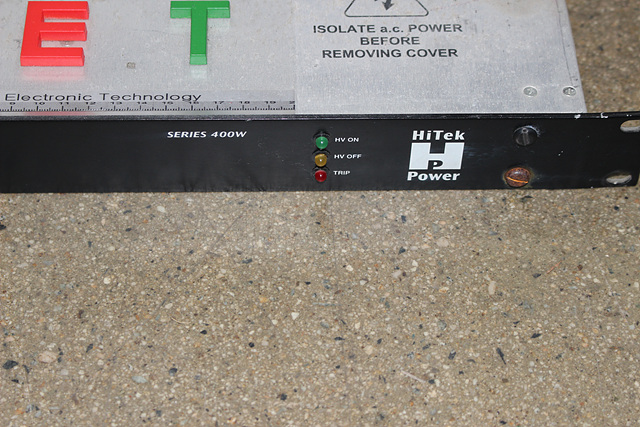 E T
ISOLATE a.c. POWER
BEFORE
REMOVING COVER
Electronic Technology
SERIES 400W
HV ON
HV OFF
TRIP
HiTek
H P
Power